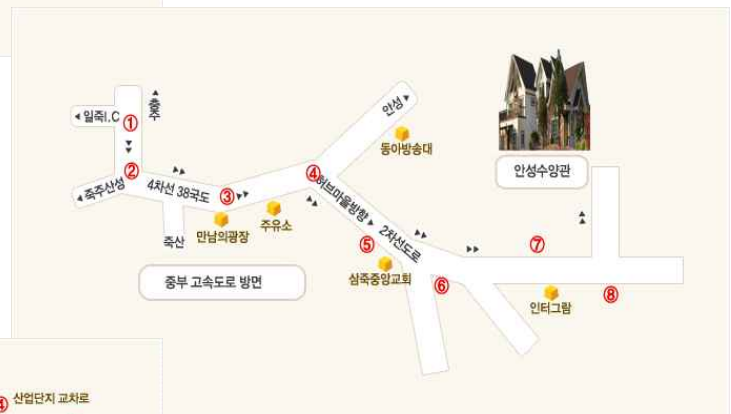 충주
일죽I.C
①
②
죽주산성
4차선 38국도
③
죽산
만남의광장
주유소
중부 고속도로 방면
④
안성
동아방송대
허브마을방향
2차선도로
⑤
삼죽중앙교회
⑥
안성수양관
⑦
인터그람
⑧
④ 산업단지 교차로